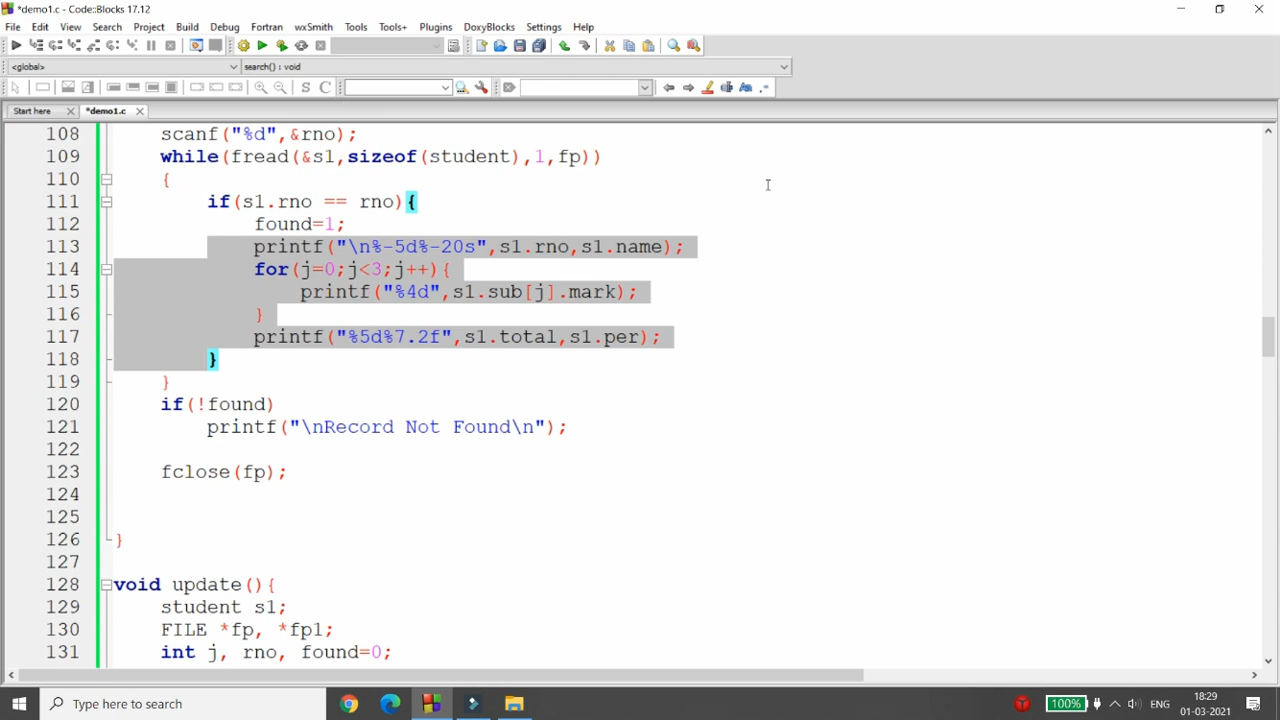 *demo1.c - Code::Blocks 17.12
File Edit View Search Project Build Debug Fortran wxSmith Tools Tools+ Plugins DoxyBlocks Settings Help
<global> search() : void
S C
Start here *demo1.c
108 scanf("%d",&rno);
109 while(fread(&s1,sizeof(student),1,fp))
110 {
111 if(s1.rno == rno){
112 found=1;
113 printf("\n%-5d%-20s",s1.rno,s1.name);
114 for(j=0;j<3;j++){
115 printf("%4d",s1.sub[j].mark);
116 }
117 printf("%5d%7.2f",s1.total,s1.per);
118 }
119 }
120 if(!found)
121 printf("\nRecord Not Found\n");
122
123 fclose(fp);
124
125
126 }
127
128 void update(){
129 student s1;
130 FILE *fp, *fp1;
131 int j, rno, found=0;
Type here to search
100% ENG 18:29
01-03-2021